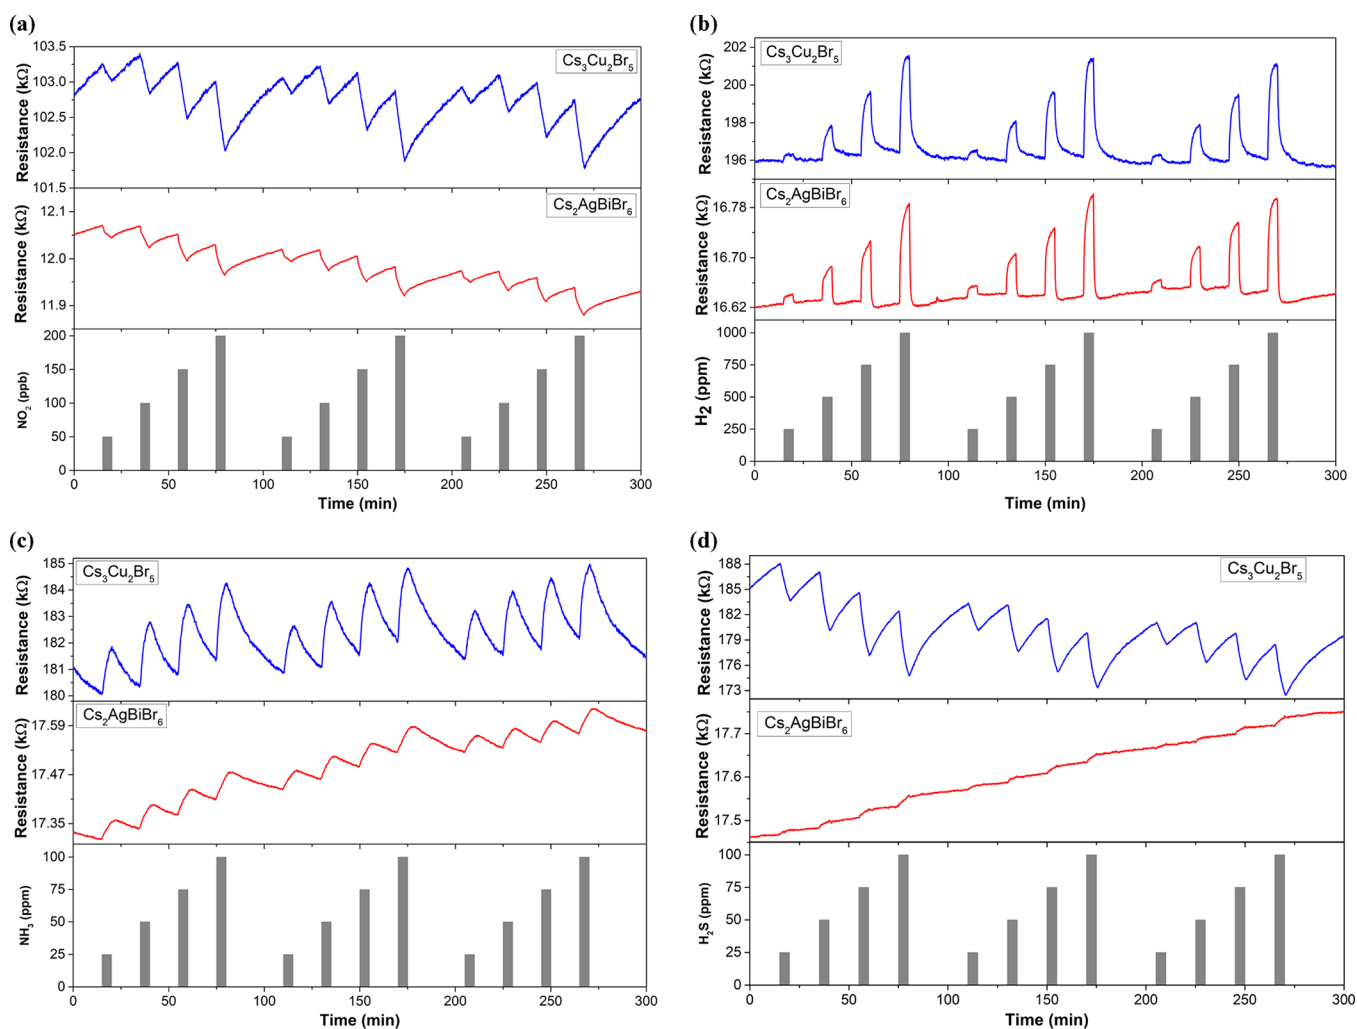 (a)
Cs3Cu2Br5
Resistance (kΩ)
103.5
103.0
102.5
102.0
101.5
Cs2AgBiBr6
Resistance (kΩ)
12.1
12.0
11.9
NO2 (ppb)
200
150
100
50
0
0 50 100 150 200 250 300
Time (min)
(b)
Cs3Cu2Br5
Resistance (kΩ)
202
200
198
196
Cs2AgBiBr6
Resistance (kΩ)
16.78
16.70
16.62
H2 (ppm)
1000
750
500
250
0
0 50 100 150 200 250 300
Time (min)
(c)
Cs3Cu2Br5
Resistance (kΩ)
185
184
183
182
181
180
Cs2AgBiBr6
Resistance (kΩ)
17.59
17.47
17.35
NH3 (ppm)
100
75
50
25
0
0 50 100 150 200 250 300
Time (min)
(d)
Cs3Cu2Br5
Resistance (kΩ)
188
185
182
179
176
173
Cs2AgBiBr6
Resistance (kΩ)
17.7
17.6
17.5
H2S (ppm)
100
75
50
25
0
0 50 100 150 200 250 300
Time (min)